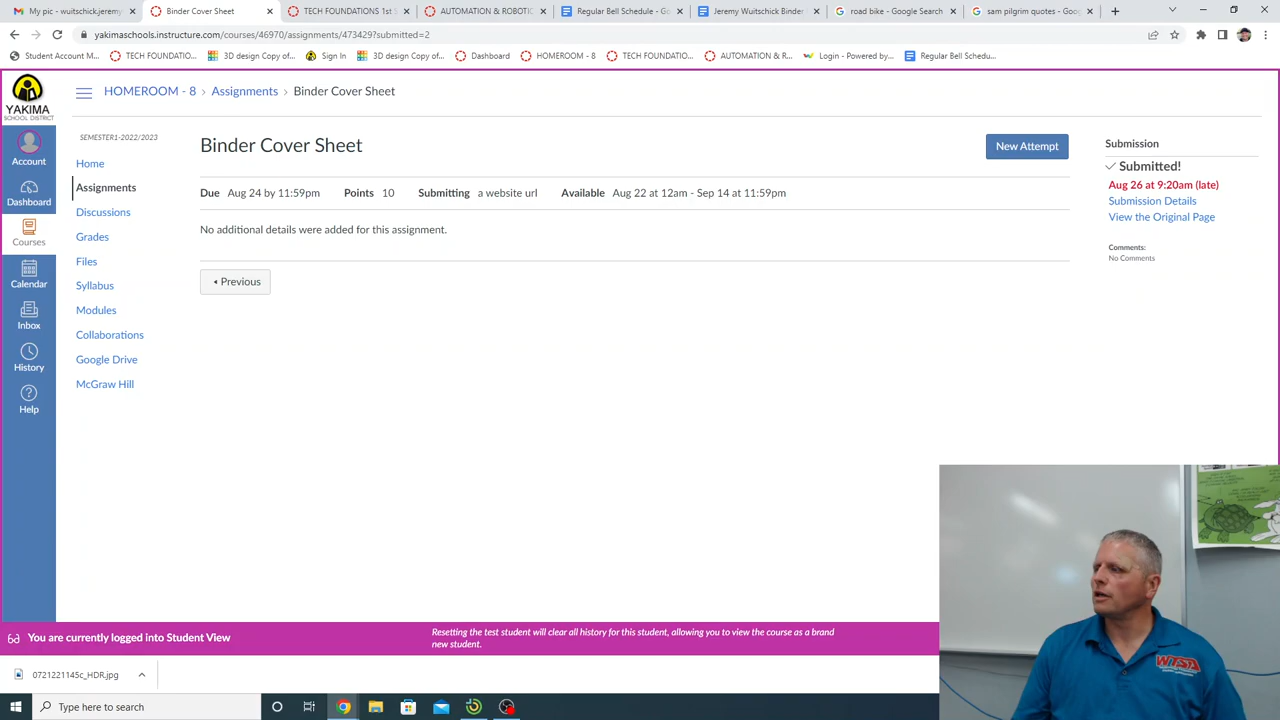 My pic - witschick.jeremy@
Binder Cover Sheet
TECH FOUNDATIONS 1st S
AUTOMATION & ROBOTIC
Regular Bell Schedule - Go
Jeremy Wuitschick Binder
road bike - Google Search
sam pilgrim quotes - Goog
yakimaschools.instructure.com/courses/46970/assignments/473429?submitted=2
Student Account M...
TECH FOUNDATION...
3D design Copy of...
Sign In
3D design Copy of...
Dashboard
HOMEROOM - 8
TECH FOUNDATIO...
AUTOMATION & R...
Login - Powered by...
Regular Bell Schedu...
YAKIMA
SCHOOL DISTRICT
HOMEROOM - 8 › Assignments › Binder Cover Sheet
SEMESTER1-2022/2023
Account
Dashboard
Courses
Calendar
Inbox
History
Help
Home
Assignments
Discussions
Grades
Files
Syllabus
Modules
Collaborations
Google Drive
McGraw Hill
Binder Cover Sheet
New Attempt
Due Aug 24 by 11:59pm Points 10 Submitting a website url Available Aug 22 at 12am - Sep 14 at 11:59pm
No additional details were added for this assignment.
Previous
Submission
Submitted!
Aug 26 at 9:20am (late)
Submission Details
View the Original Page
Comments:
No Comments
WTSA
You are currently logged into Student View
Resetting the test student will clear all history for this student, allowing you to view the course as a brand
new student.
0721221145c_HDR.jpg
Type here to search